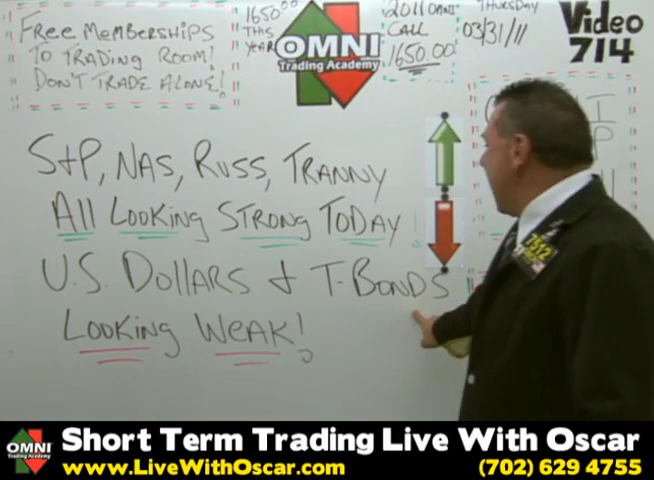 Free Memberships
To Trading Room!
Don't Trade Alone!
1650.00
This
Year
OMNI
Trading Academy
2011 Omni
Call
1650.00
Thursday
03/31/11
Video
714
S+P, Nas, Russ, Tranny
All Looking Strong Today
U.S. Dollars + T-Bonds
Looking Weak!
OMNI
Trading Academy
Short Term Trading Live With Oscar
www.LiveWithOscar.com
(702) 629 4755